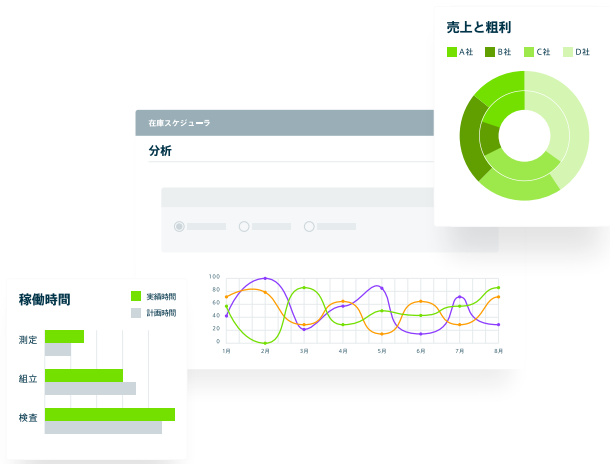 売上と粗利
A社 B社 C社 D社
在庫スケジューラ
分析
稼働時間
実績時間
計画時間
測定
組立
検査
100
80
60
40
20
0
1月 2月 3月 4月 5月 6月 7月 8月